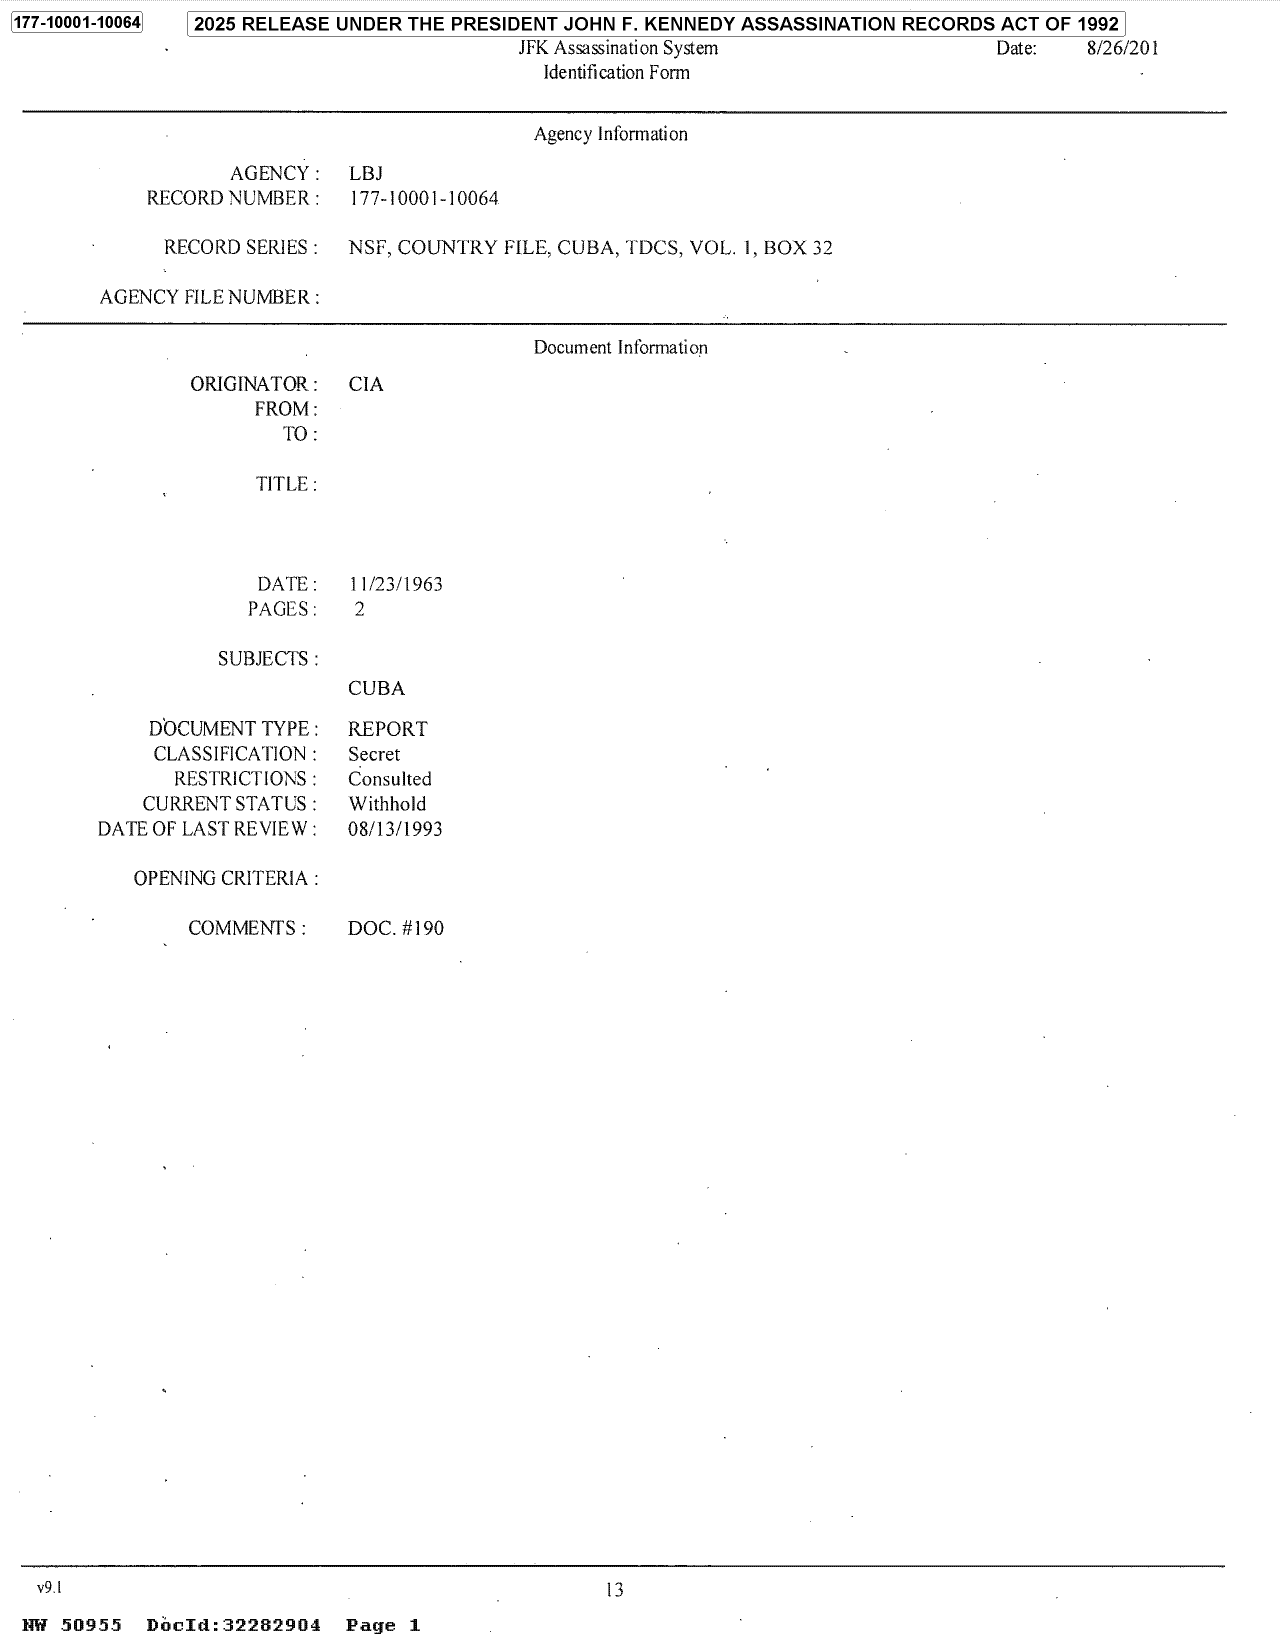 177-10001-10064 2025 RELEASE UNDER THE PRESIDENT JOHN F. KENNEDY ASSASSINATION RECORDS ACT OF 1992
JFK Assassination System Date: 8/26/201
Identification Form
Agency Information
AGENCY : LBJ
RECORD NUMBER : 177-10001-10064
RECORD SERIES : NSF, COUNTRY FILE, CUBA, TDCS, VOL. 1, BOX 32
AGENCY FILE NUMBER :
Document Information
ORIGINATOR : CIA
FROM :
TO :
TITLE :
DATE : 11/23/1963
PAGES : 2
SUBJECTS :
CUBA
DOCUMENT TYPE : REPORT
CLASSIFICATION : Secret
RESTRICTIONS : Consulted
CURRENT STATUS : Withhold
DATE OF LAST REVIEW : 08/13/1993
OPENING CRITERIA :
COMMENTS : DOC. #190
v9.1 13
NW 50955 DocId:32282904 Page 1